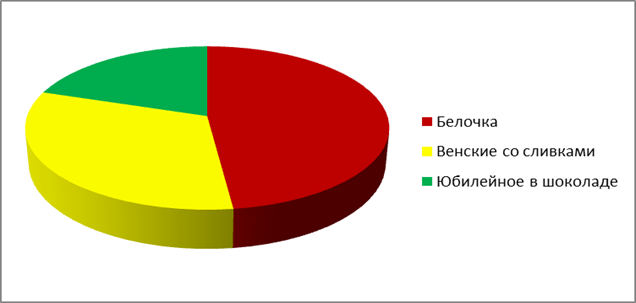 Белочка
Венские со сливками
Юбилейное в шоколаде